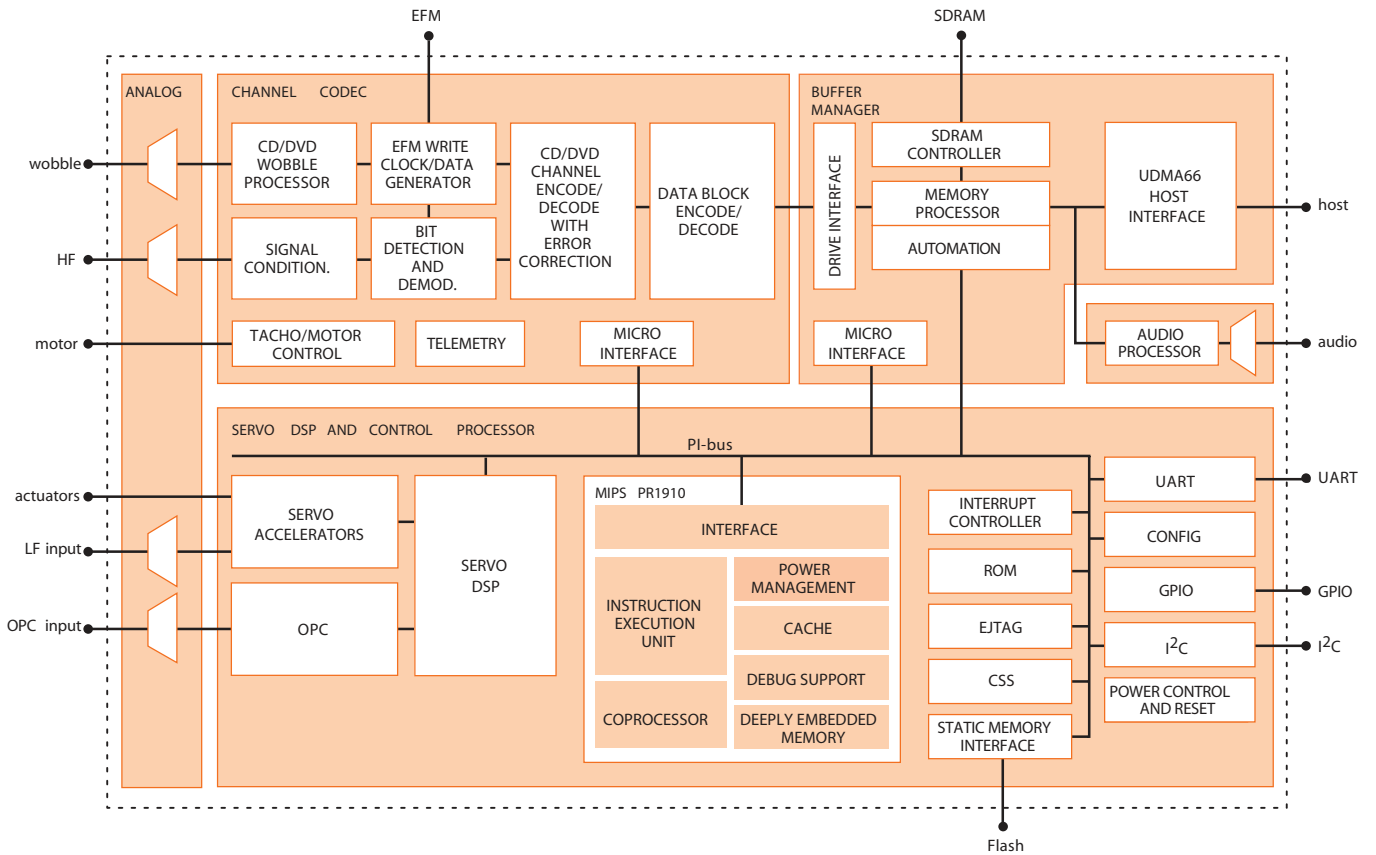 EFM
SDRAM
ANALOG
CHANNEL CODEC
BUFFER
MANAGER
wobble
HF
motor
CD/DVD
WOBBLE
PROCESSOR
EFM WRITE
CLOCK/DATA
GENERATOR
CD/DVD
CHANNEL
ENCODE/
DECODE
WITH
ERROR
CORRECTION
DATA BLOCK
ENCODE/
DECODE
SIGNAL
CONDITION.
BIT
DETECTION
AND
DEMOD.
TACHO/MOTOR
CONTROL
TELEMETRY
MICRO
INTERFACE
DRIVE INTERFACE
SDRAM
CONTROLLER
MEMORY
PROCESSOR
AUTOMATION
UDMA66
HOST
INTERFACE
host
MICRO
INTERFACE
AUDIO
PROCESSOR
audio
SERVO DSP AND CONTROL PROCESSOR
PI-bus
actuators
LF input
OPC input
SERVO
ACCELERATORS
OPC
SERVO
DSP
MIPS PR1910
INTERFACE
INSTRUCTION
EXECUTION
UNIT
COPROCESSOR
POWER
MANAGEMENT
CACHE
DEBUG SUPPORT
DEEPLY EMBEDDED
MEMORY
INTERRUPT
CONTROLLER
ROM
EJTAG
CSS
STATIC MEMORY
INTERFACE
UART
CONFIG
GPIO
I²C
POWER CONTROL
AND RESET
UART
GPIO
I²C
Flash